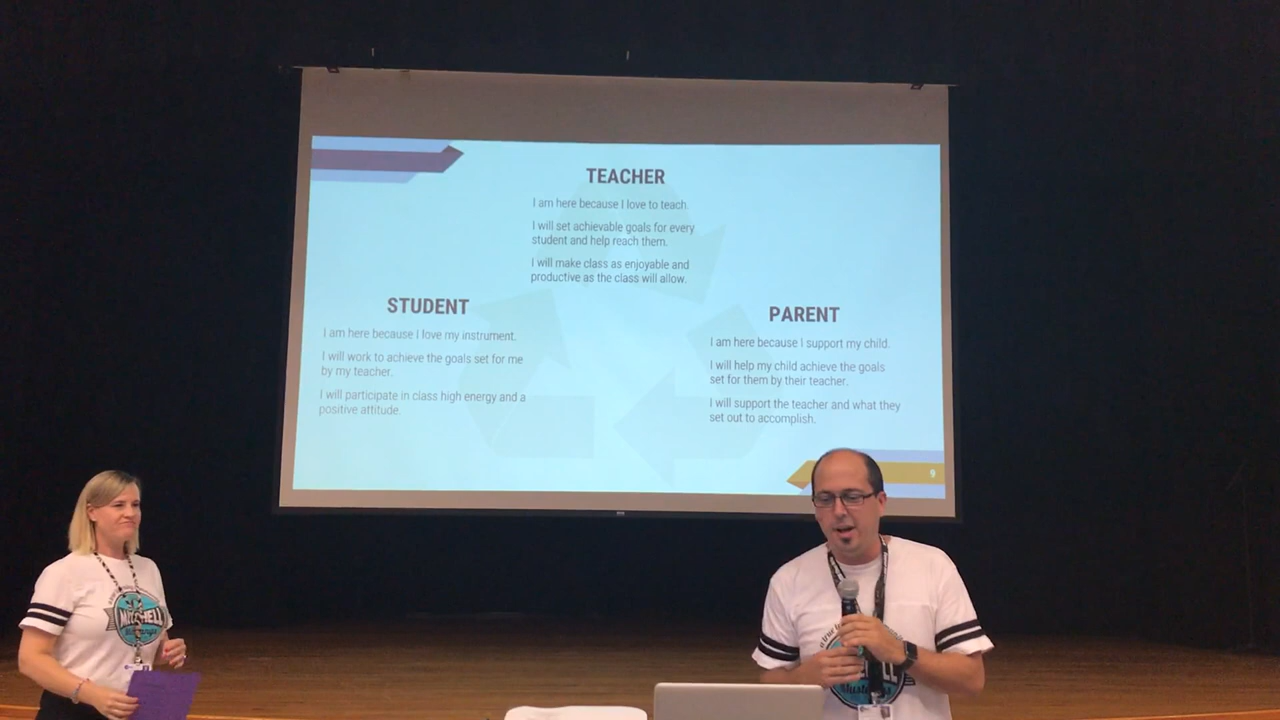 TEACHER
I am here because I love to teach.
I will set achievable goals for every
student and help reach them.
I will make class as enjoyable and
productive as the class will allow.
STUDENT
I am here because I love my instrument.
I will work to achieve the goals set for me
by my teacher.
I will participate in class high energy and a
positive attitude.
PARENT
I am here because I support my child.
I will help my child achieve the goals
set for them by their teacher.
I will support the teacher and what they
set out to accomplish.
9
MITCHELL
Mustangs